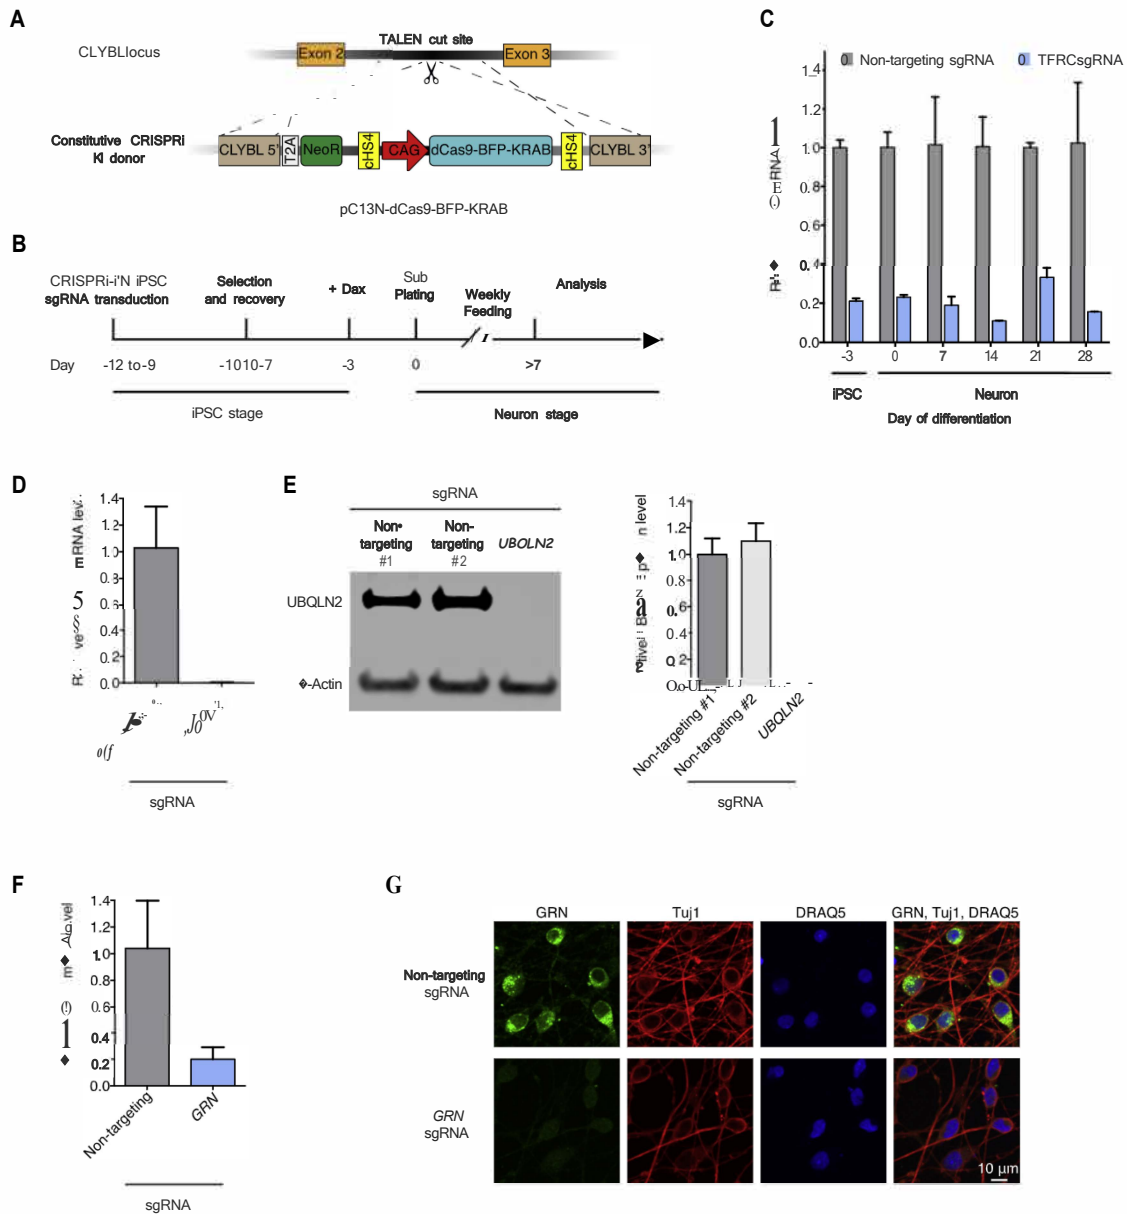 A
CLYBLlocus
TALEN cut site
Exon 2
Exon 3
Constitutive CRISPRi
KI donor
CLYBL 5'
T2A
NeoR
cHS4
CAG
dCas9-BFP-KRAB
cHS4
CLYBL 3'
pC13N-dCas9-BFP-KRAB
B
CRISPRi-i'N iPSC
sgRNA transduction
Selection
and recovery
+ Dax
Sub
Plating
Weekly
Feeding
Analysis
Day
-12 to-9
-1010-7
-3
0
>7
iPSC stage
Neuron stage
C
Non-targeting sgRNA
TFRCsgRNA
1.4
1.2
1.0
0.8
0.6
0.
0.2
0.0
-3
0
7
14
21
28
iPSC
Neuron
Day of differentiation
D
mRNA
1.4
1.2
1.0
0.
0.
0.4
0.2
0.0
sgRNA
E
sgRNA
Non-
targeting
#1
Non-
targeting
#2
UBOLN2
UBQLN2
-Actin
level
1.4
1.2
1.
0.8
0.6
0.
0.4
2
Non-targeting #1
Non-targeting #2
UBQLN2
sgRNA
F
1.4
1.2
1.0
0.8
0.6
0.4
0.2
0.0
Non-targeting
GRN
sgRNA
G
GRN
Tuj1
DRAQ5
GRN, Tuj1, DRAQ5
Non-targeting
sgRNA
GRN
sgRNA
10 µm